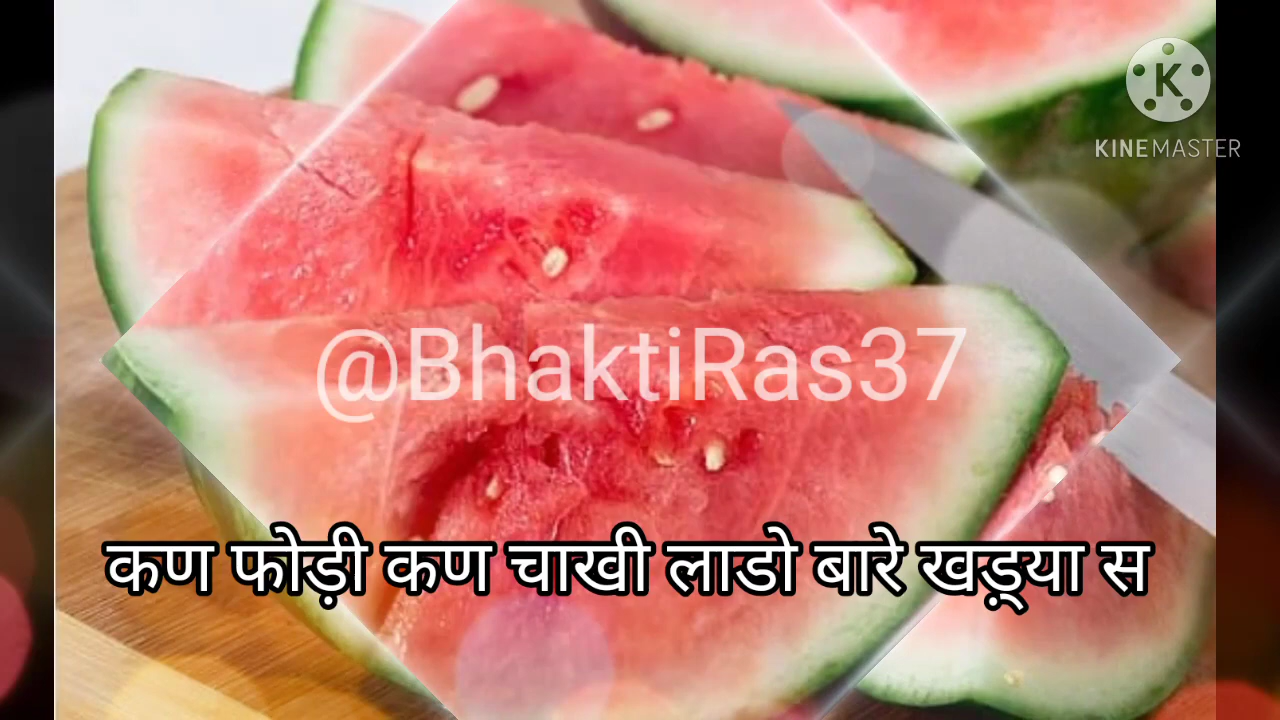 K
KINEMASTER
@BhaktiRas37
कण फोड़ी कण चाखी लाडो बारे खड़्या स